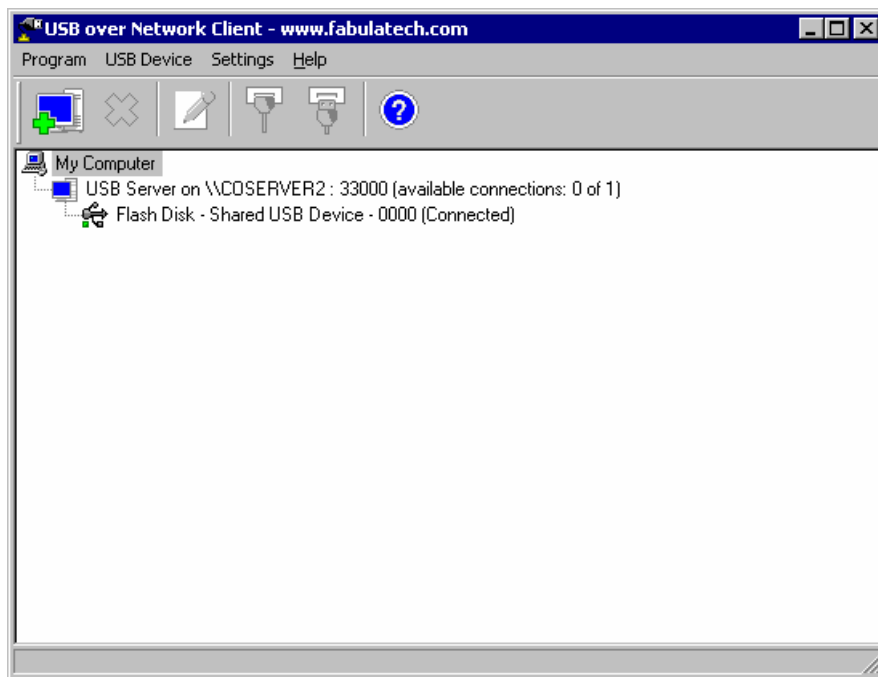 USB over Network Client - www.fabulatech.com
Program USB Device Settings Help
?
My Computer
USB Server on \\COSERVER2 : 33000 (available connections: 0 of 1)
Flash Disk - Shared USB Device - 0000 (Connected)